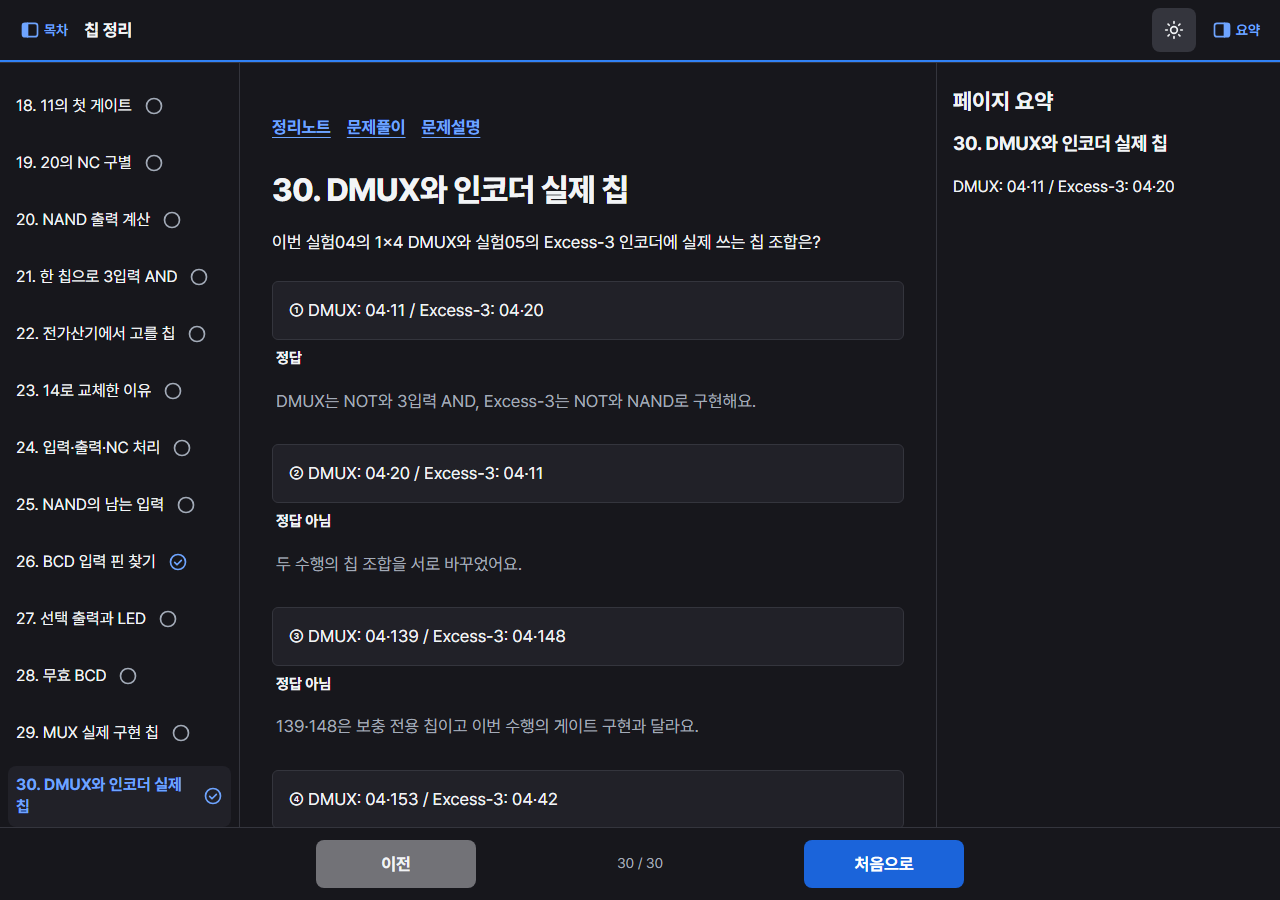 목차
칩 정리
요약
18. 11의 첫 게이트
19. 20의 NC 구별
20. NAND 출력 계산
21. 한 칩으로 3입력 AND
22. 전가산기에서 고를 칩
23. 14로 교체한 이유
24. 입력·출력·NC 처리
25. NAND의 남는 입력
26. BCD 입력 핀 찾기
27. 선택 출력과 LED
28. 무효 BCD
29. MUX 실제 구현 칩
30. DMUX와 인코더 실제
칩
정리노트 문제풀이 문제설명
30. DMUX와 인코더 실제 칩
이번 실험04의 1×4 DMUX와 실험05의 Excess-3 인코더에 실제 쓰는 칩 조합은?
① DMUX: 04·11 / Excess-3: 04·20
정답
DMUX는 NOT와 3입력 AND, Excess-3는 NOT와 NAND로 구현해요.
② DMUX: 04·20 / Excess-3: 04·11
정답 아님
두 수행의 칩 조합을 서로 바꾸었어요.
③ DMUX: 04·139 / Excess-3: 04·148
정답 아님
139·148은 보충 전용 칩이고 이번 수행의 게이트 구현과 달라요.
④ DMUX: 04·153 / Excess-3: 04·42
페이지 요약
30. DMUX와 인코더 실제 칩
DMUX: 04·11 / Excess-3: 04·20
이전
30 / 30
처음으로